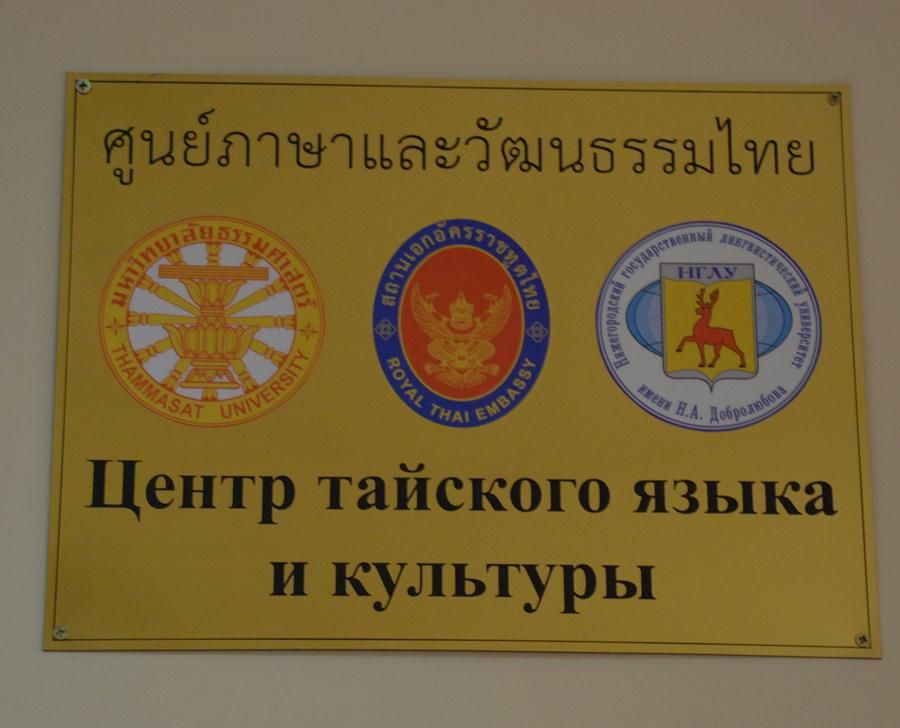 ศูนย์ภาษาและวัฒนธรรมไทย
มหาวิทยาลัยธรรมศาสตร์
THAMMASAT UNIVERSITY
สถานเอกอัครราชทูตไทย
ROYAL THAI EMBASSY
Нижегородский государственный лингвистический университет
НГЛУ
имени Н.А. Добролюбова
Центр тайского языка
и культуры